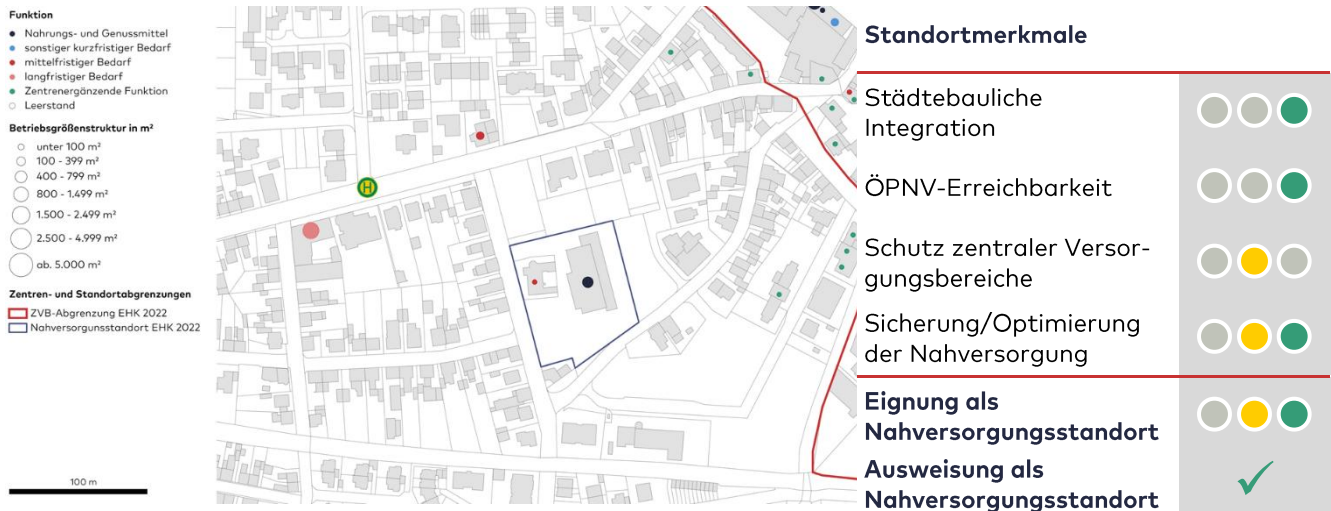 Funktion
Nahrungs- und Genussmittel
sonstiger kurzfristiger Bedarf
mittelfristiger Bedarf
langfristiger Bedarf
Zentrenergänzende Funktion
Leerstand
Betriebsgrößenstruktur in m²
unter 100 m²
100 - 399 m²
400 - 799 m²
800 - 1.499 m²
1.500 - 2.499 m²
2.500 - 4.999 m²
ab. 5.000 m²
Zentren- und Standortabgrenzungen
ZVB-Abgrenzung EHK 2022
Nahversorgunsstandort EHK 2022
100 m
H
Standortmerkmale
Städtebauliche
Integration
ÖPNV-Erreichbarkeit
Schutz zentraler Versor-
gungsbereiche
Sicherung/Optimierung
der Nahversorgung
Eignung als
Nahversorgungsstandort
Ausweisung als
Nahversorgungsstandort